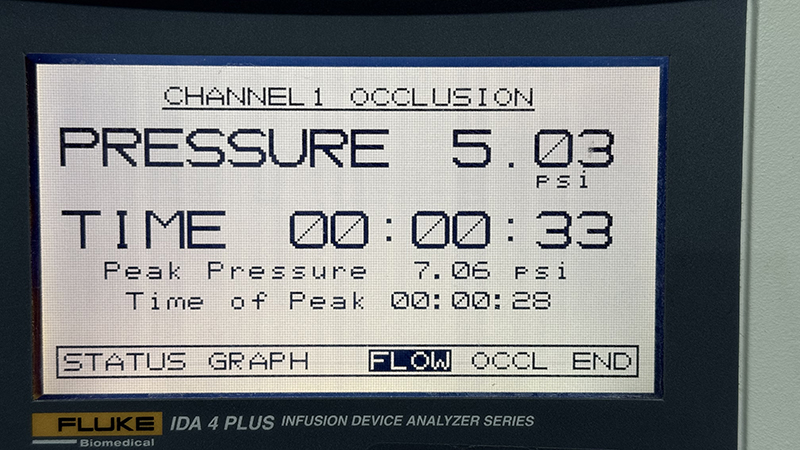 CHANNEL1 OCCLUSION
PRESSURE 5.03
psi
TIME 00:00:33
Peak Pressure 7.06 psi
Time of Peak 00:00:28
STATUS GRAPH FLOW OCCL END
FLUKE IDA 4 PLUS INFUSION DEVICE ANALYZER SERIES
Biomedical